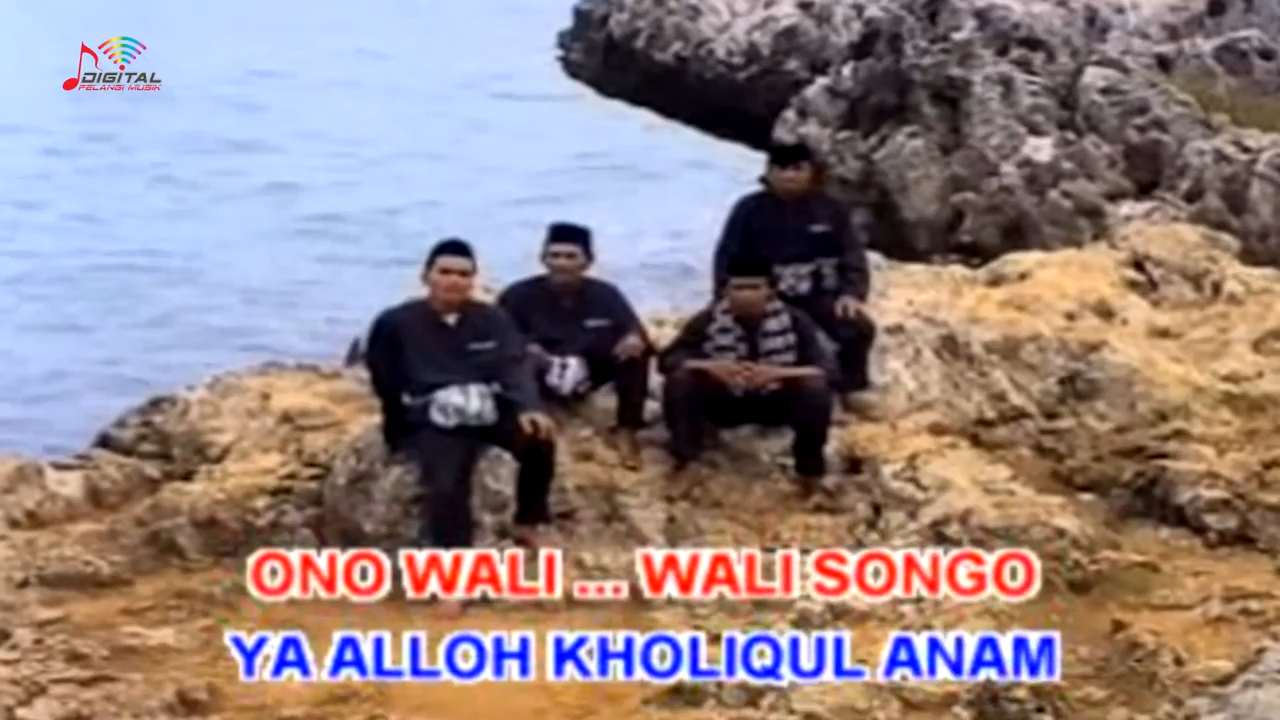 DIGITAL
PELANGI MUSIK
ONO WALI ... WALI SONGO
YA ALLOH KHOLIQUL ANAM